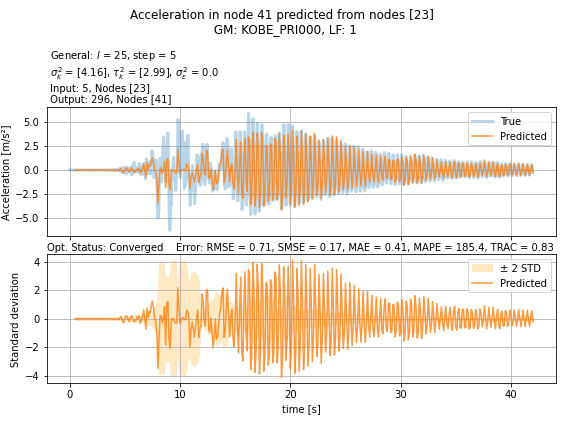 Acceleration in node 41 predicted from nodes [23]
GM: KOBE_PRI000, LF: 1
General: l = 25, step = 5
σ²ₖ = [4.16], τ²ₖ = [2.99], σ²ε = 0.0
Input: 5, Nodes [23]
Output: 296, Nodes [41]
Acceleration [m/s²]
5.0
2.5
0.0
−2.5
−5.0
True
Predicted
Opt. Status: Converged Error: RMSE = 0.71, SMSE = 0.17, MAE = 0.41, MAPE = 185.4, TRAC = 0.83
Standard deviation
4
2
0
−2
−4
± 2 STD
Predicted
0 10 20 30 40
time [s]